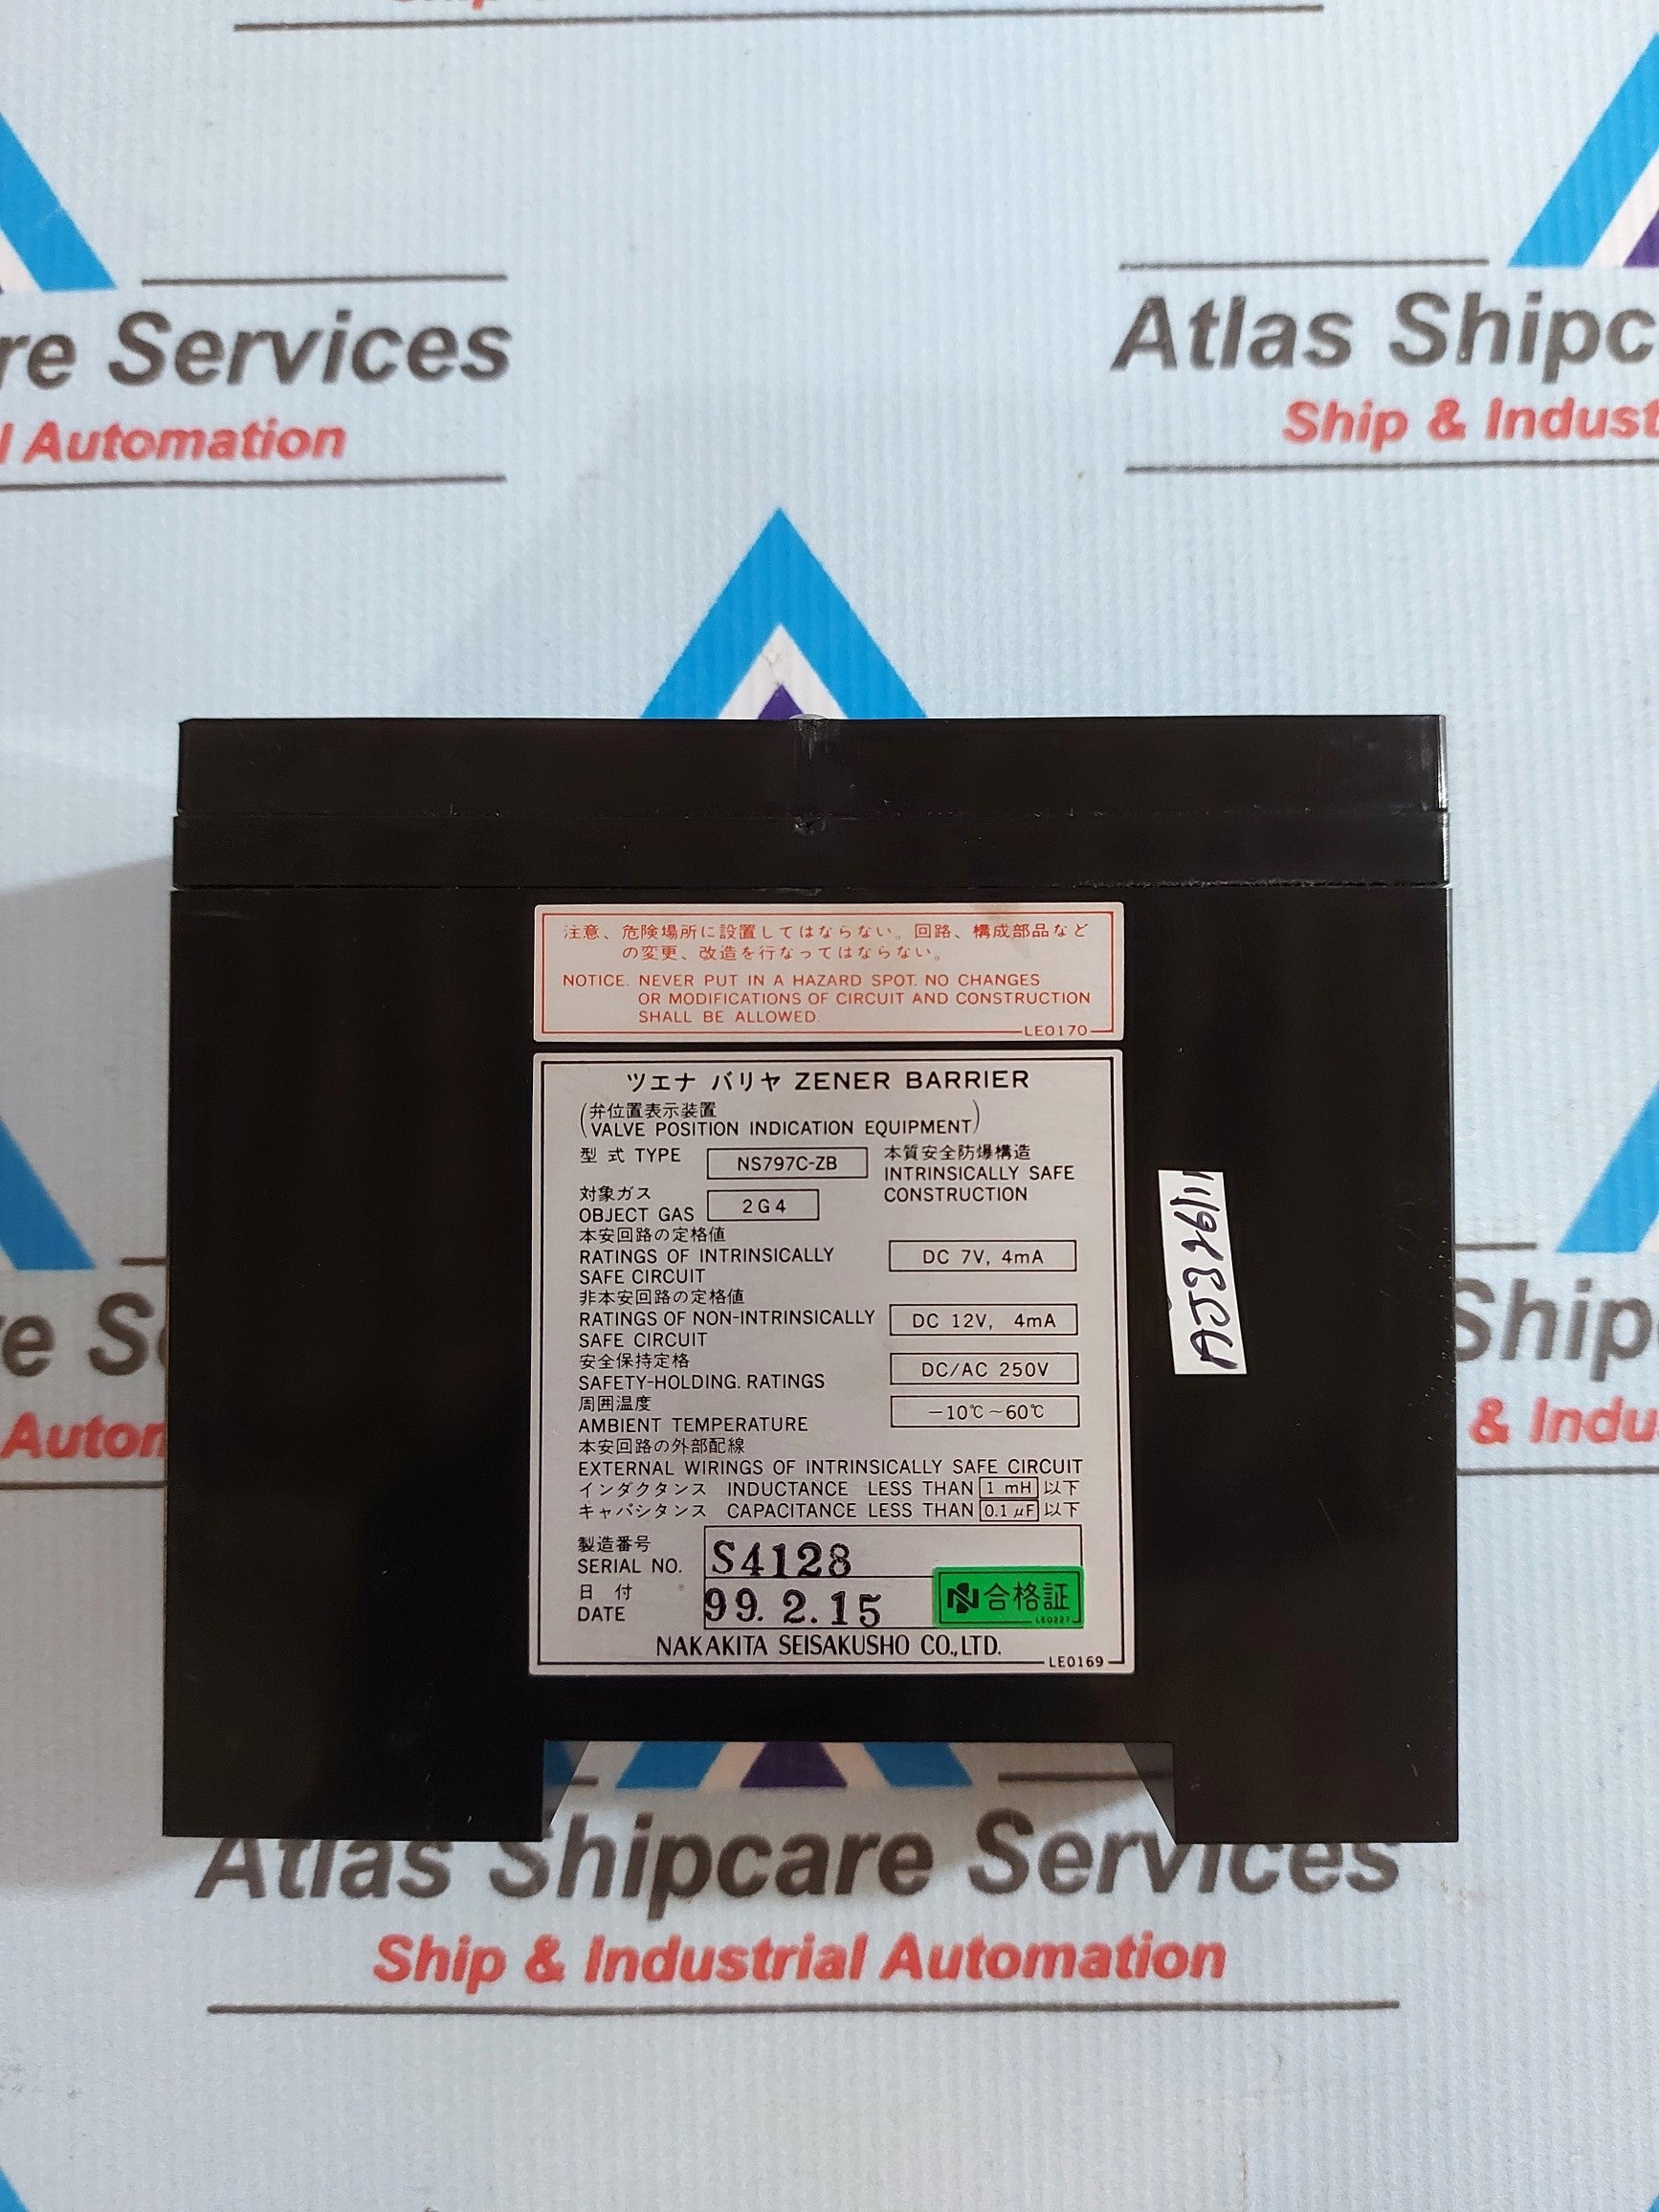 re Services
l Automation
Atlas Shipc
Ship & Indust
注意、危険場所に設置してはならない。回路、構成部品など
の変更、改造を行なってはならない。
NOTICE. NEVER PUT IN A HAZARD SPOT. NO CHANGES
OR MODIFICATIONS OF CIRCUIT AND CONSTRUCTION
SHALL BE ALLOWED.
LE0170
ツエナ バリヤ ZENER BARRIER
(弁位置表示装置
VALVE POSITION INDICATION EQUIPMENT)
型 式 TYPE NS797C-ZB
本質安全防爆構造
INTRINSICALLY SAFE
CONSTRUCTION
対象ガス
OBJECT GAS 2G4
本安回路の定格値
RATINGS OF INTRINSICALLY
SAFE CIRCUIT
DC 7V, 4mA
非本安回路の定格値
RATINGS OF NON-INTRINSICALLY
SAFE CIRCUIT
DC 12V, 4mA
安全保持定格
SAFETY-HOLDING. RATINGS
DC/AC 250V
周囲温度
AMBIENT TEMPERATURE
-10℃~60℃
本安回路の外部配線
EXTERNAL WIRINGS OF INTRINSICALLY SAFE CIRCUIT
インダクタンス INDUCTANCE LESS THAN 1 mH 以下
キャパシタンス CAPACITANCE LESS THAN 0.1 μF 以下
製造番号
SERIAL NO. S4128
日 付
DATE 99. 2. 15
合格証
LE0227
NAKAKITA SEISAKUSHO CO.,LTD.
LE0169
e S
Autom
Ship
& Indu
Atlas Shipcare Services
Ship & Industrial Automation